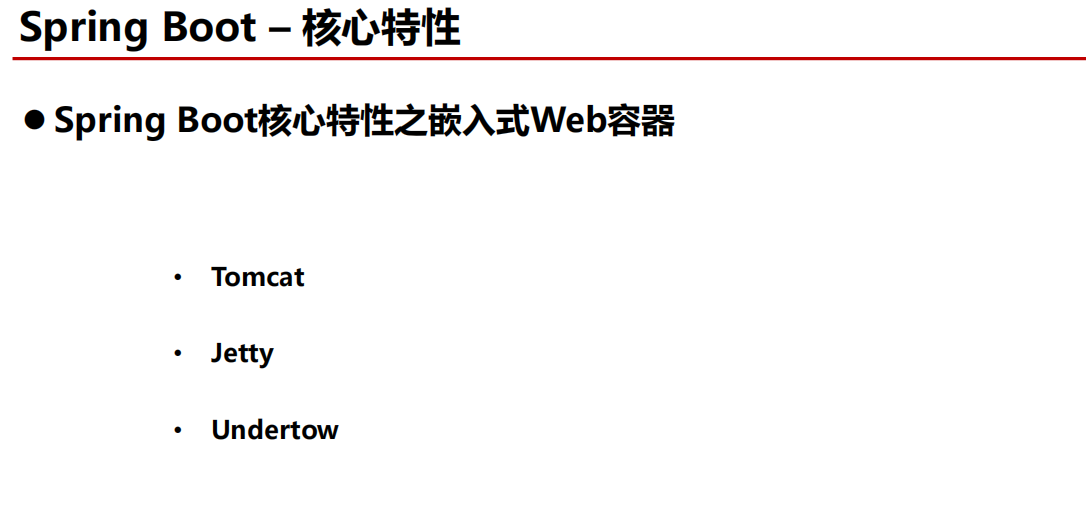 Spring Boot – 核心特性
● Spring Boot核心特性之嵌入式Web容器
• Tomcat
• Jetty
• Undertow